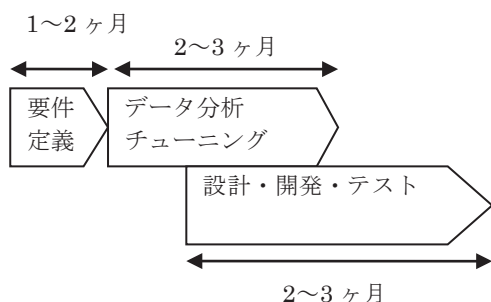 1～2 ヶ月
2～3 ヶ月
要件
定義
データ分析
チューニング
設計・開発・テスト
2～3 ヶ月